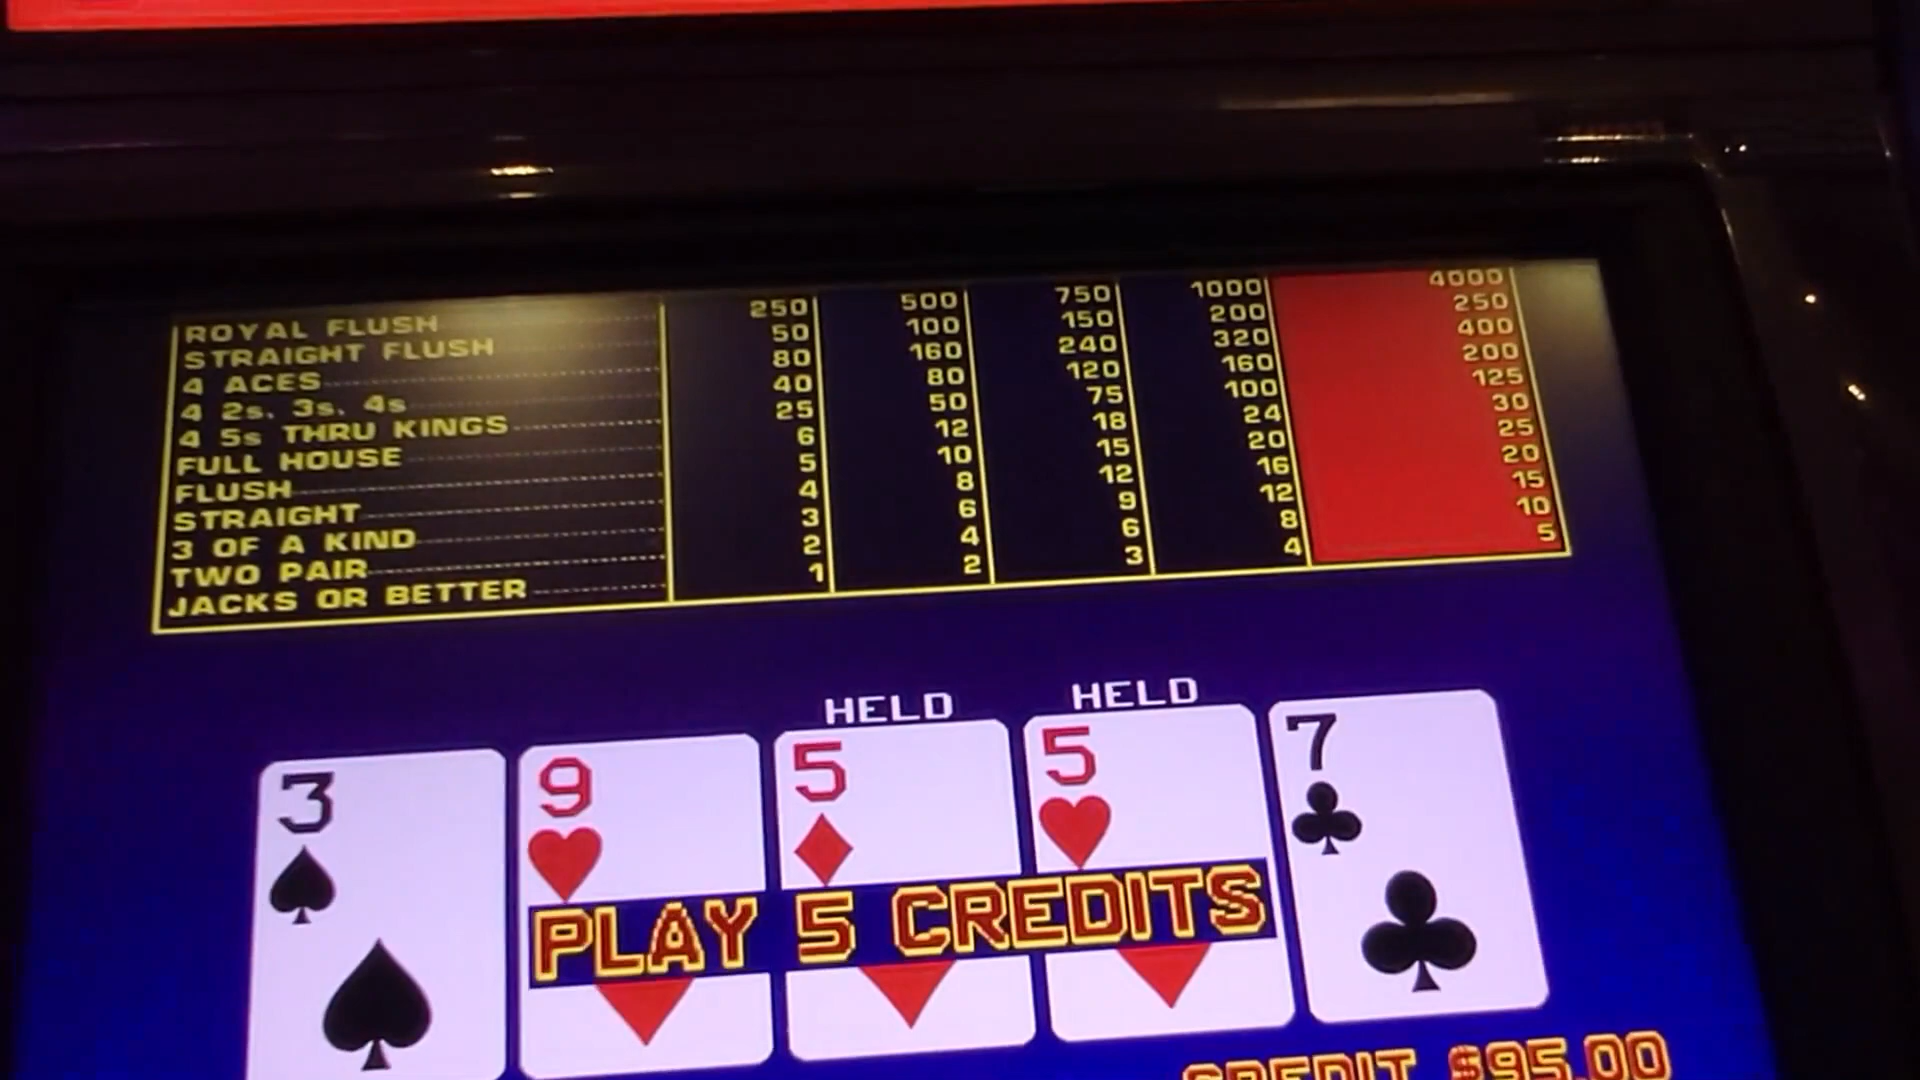 ROYAL FLUSH 250 500 750 1000 4000
STRAIGHT FLUSH 50 100 150 200 250
4 ACES 80 160 240 320 400
4 2s, 3s, 4s 40 80 120 160 200
4 5s THRU KINGS 25 50 75 100 125
FULL HOUSE 6 12 18 24 30
FLUSH 5 10 15 20 25
STRAIGHT 4 8 12 16 20
3 OF A KIND 3 6 9 12 15
TWO PAIR 2 4 6 8 10
JACKS OR BETTER 1 2 3 4 5
HELD HELD
3 9 5 5 7
PLAY 5 CREDITS
CREDIT $95.00